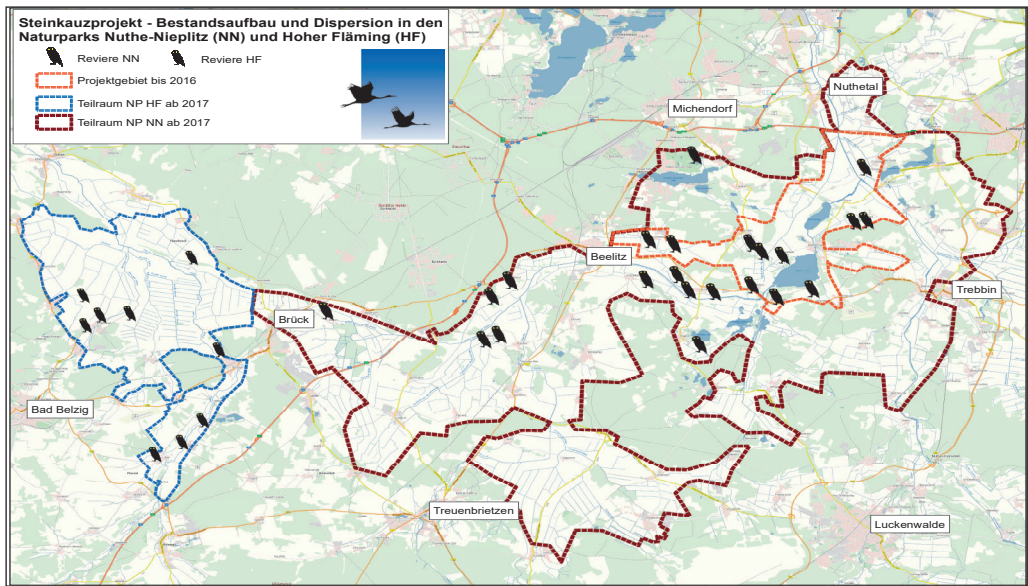 Steinkauzprojekt - Bestandsaufbau und Dispersion in den
Naturparks Nuthe-Nieplitz (NN) und Hoher Fläming (HF)
Reviere NN
Reviere HF
Projektgebiet bis 2016
Teilraum NP HF ab 2017
Teilraum NP NN ab 2017
Nuthetal
Michendorf
Beelitz
Trebbin
Brück
Bad Belzig
Treuenbrietzen
Luckenwalde